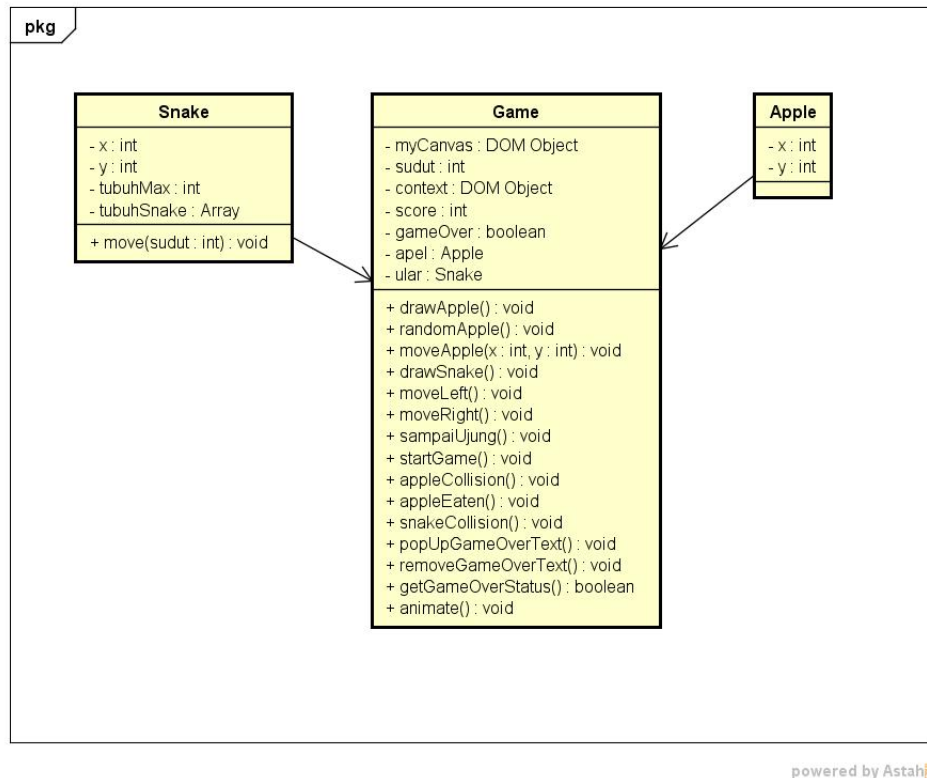 pkg
Snake
- x : int
- y : int
- tubuhMax : int
- tubuhSnake : Array
+ move(sudut : int) : void
Game
- myCanvas : DOM Object
- sudut : int
- context : DOM Object
- score : int
- gameOver : boolean
- apel : Apple
- ular : Snake
+ drawApple() : void
+ randomApple() : void
+ moveApple(x : int, y : int) : void
+ drawSnake() : void
+ moveLeft() : void
+ moveRight() : void
+ sampaiUjung() : void
+ startGame() : void
+ appleCollision() : void
+ appleEaten() : void
+ snakeCollision() : void
+ popUpGameOverText() : void
+ removeGameOverText() : void
+ getGameOverStatus() : boolean
+ animate() : void
Apple
- x : int
- y : int
powered by Astah